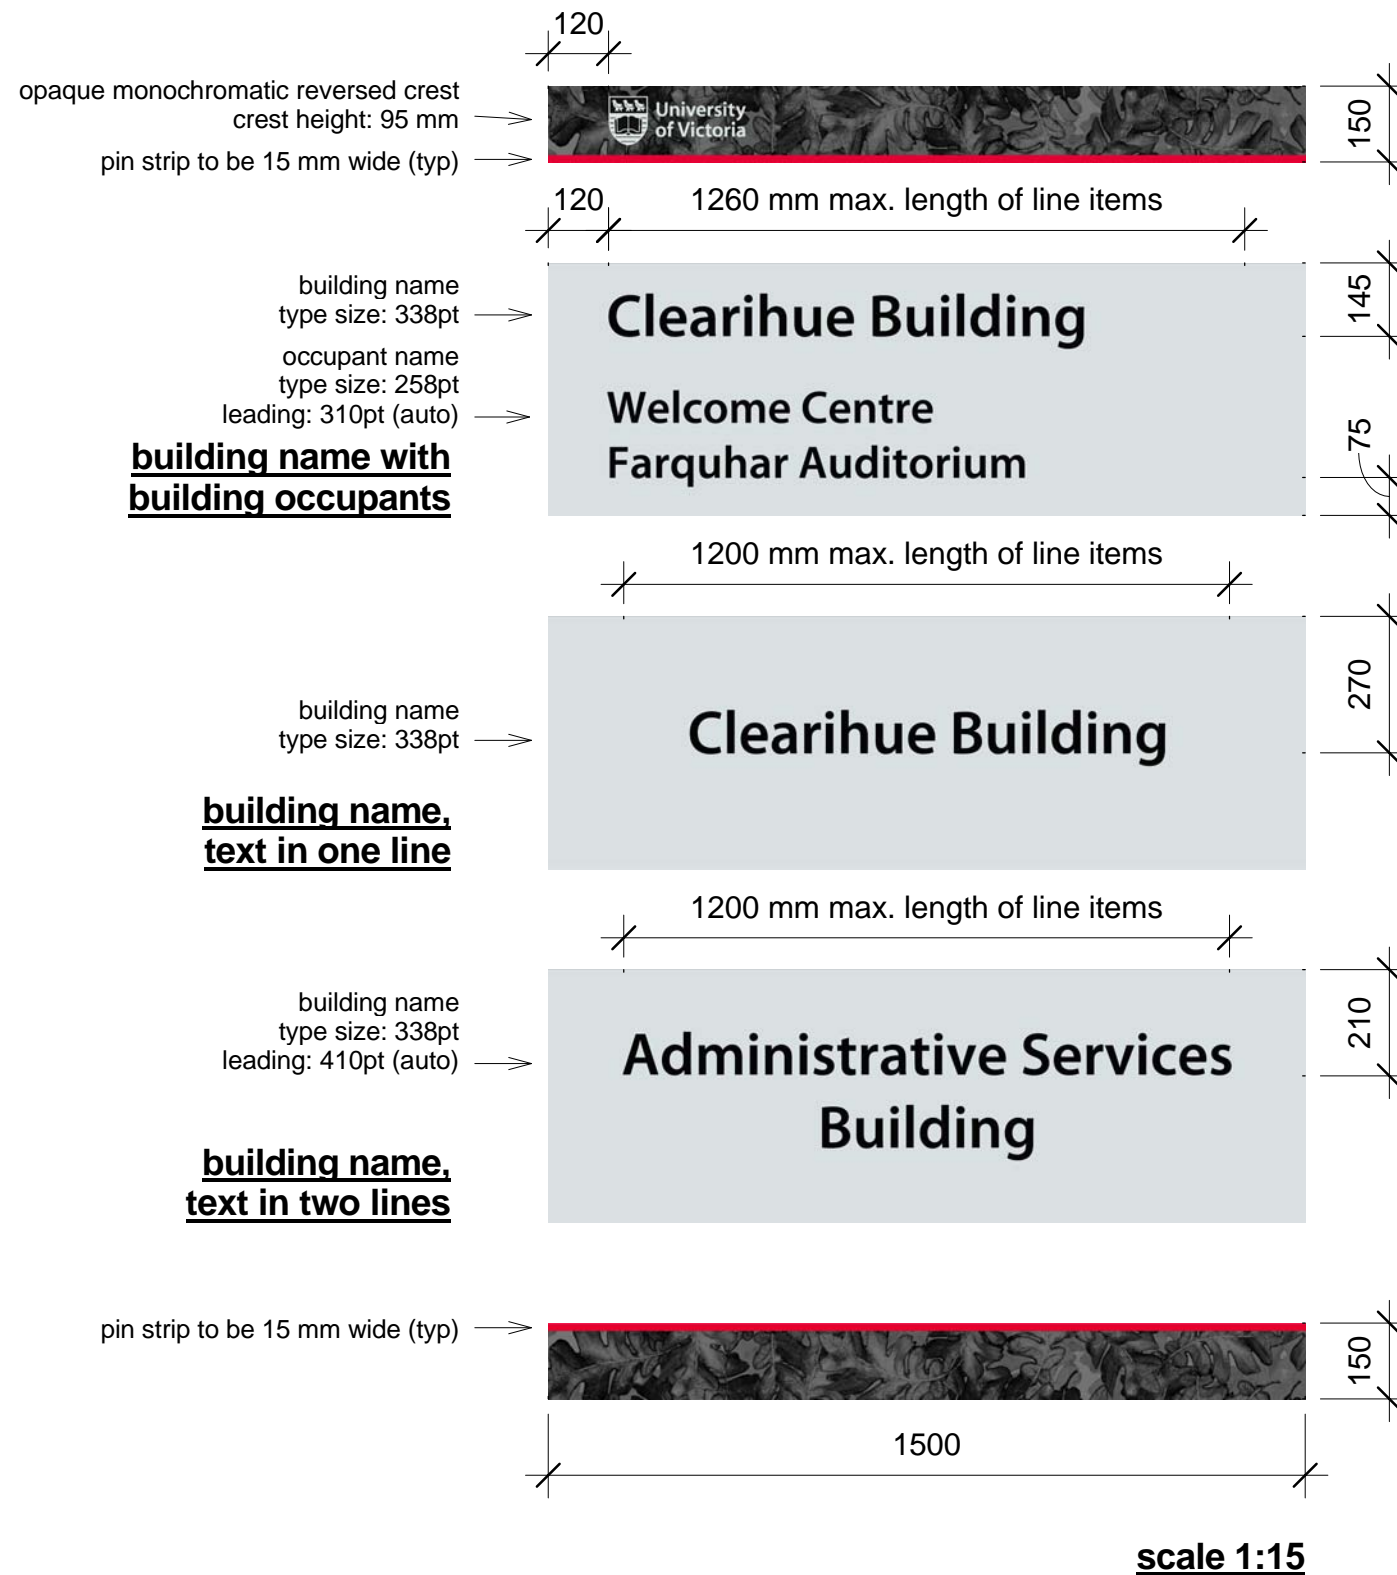 120
opaque monochromatic reversed crest
crest height: 95 mm
University
of Victoria
150
pin strip to be 15 mm wide (typ)
120
1260 mm max. length of line items
building name
type size: 338pt
Clearihue Building
145
occupant name
type size: 258pt
leading: 310pt (auto)
Welcome Centre
Farquhar Auditorium
75
building name with
building occupants
1200 mm max. length of line items
270
building name
type size: 338pt
Clearihue Building
building name,
text in one line
1200 mm max. length of line items
building name
type size: 338pt
leading: 410pt (auto)
210
Administrative Services
Building
building name,
text in two lines
pin strip to be 15 mm wide (typ)
150
1500
scale 1:15